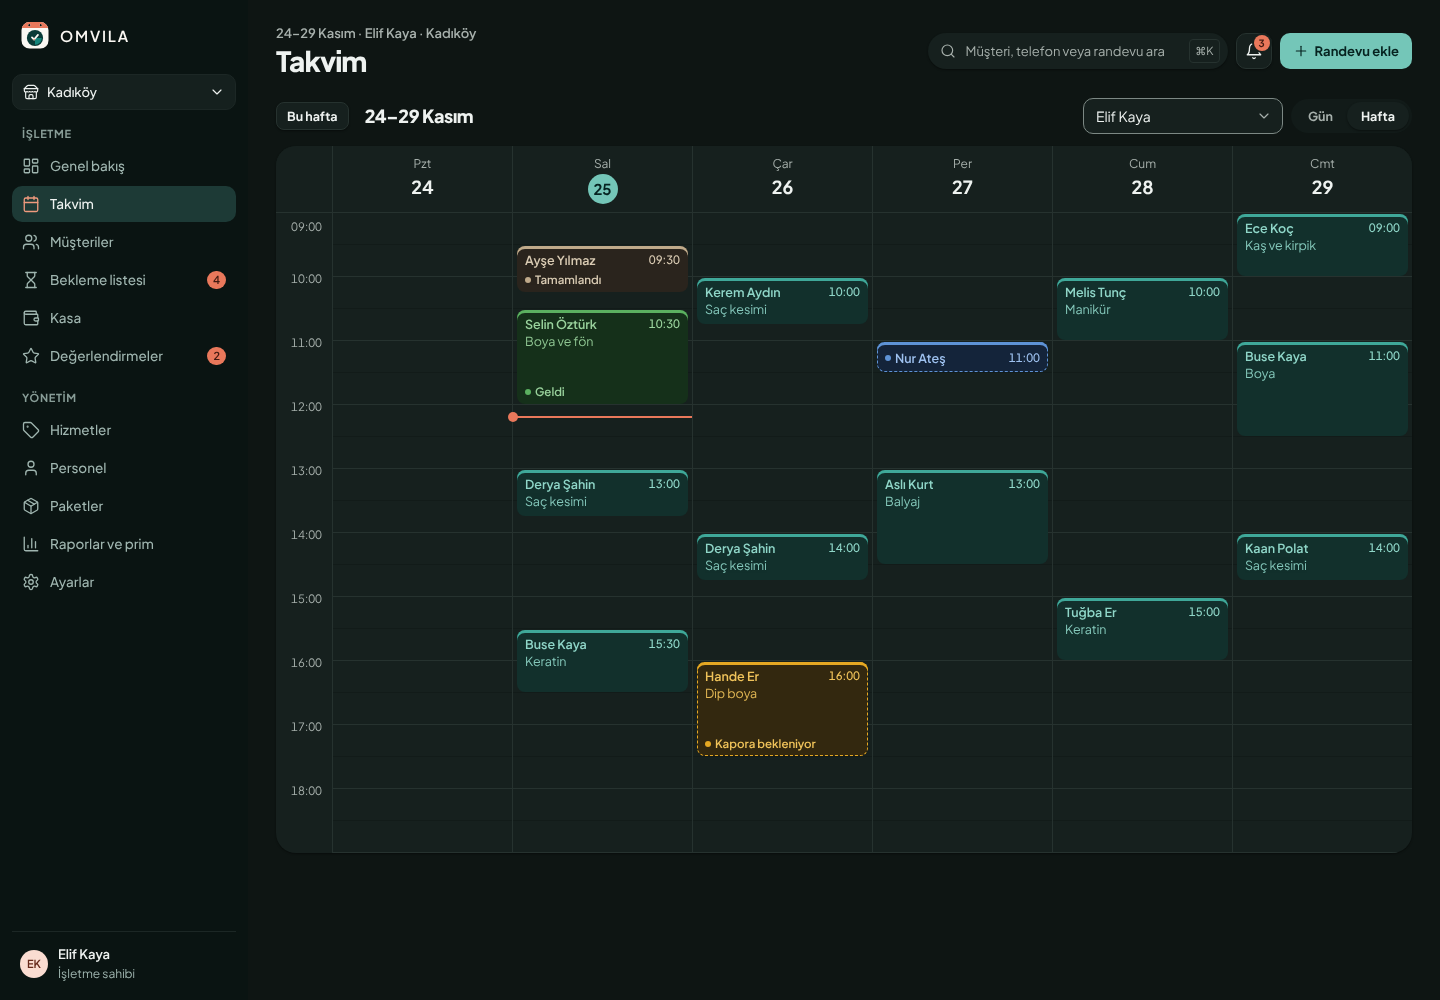 OMVILA
Kadıköy
İŞLETME
Genel bakış
Takvim
Müşteriler
Bekleme listesi 4
Kasa
Değerlendirmeler 2
YÖNETİM
Hizmetler
Personel
Paketler
Raporlar ve prim
Ayarlar
EK
Elif Kaya
İşletme sahibi
24–29 Kasım · Elif Kaya · Kadıköy
Takvim
Müşteri, telefon veya randevu ara ⌘K
3
Randevu ekle
Bu hafta
24–29 Kasım
Elif Kaya
Gün Hafta
Pzt 24
Sal 25
Çar 26
Per 27
Cum 28
Cmt 29
09:00
10:00
11:00
12:00
13:00
14:00
15:00
16:00
17:00
18:00
Ayşe Yılmaz 09:30
Tamamlandı
Selin Öztürk 10:30
Boya ve fön
Geldi
Derya Şahin 13:00
Saç kesimi
Buse Kaya 15:30
Keratin
Kerem Aydın 10:00
Saç kesimi
Derya Şahin 14:00
Saç kesimi
Hande Er 16:00
Dip boya
Kapora bekleniyor
Nur Ateş 11:00
Aslı Kurt 13:00
Balyaj
Melis Tunç 10:00
Manikür
Tuğba Er 15:00
Keratin
Ece Koç 09:00
Kaş ve kirpik
Buse Kaya 11:00
Boya
Kaan Polat 14:00
Saç kesimi